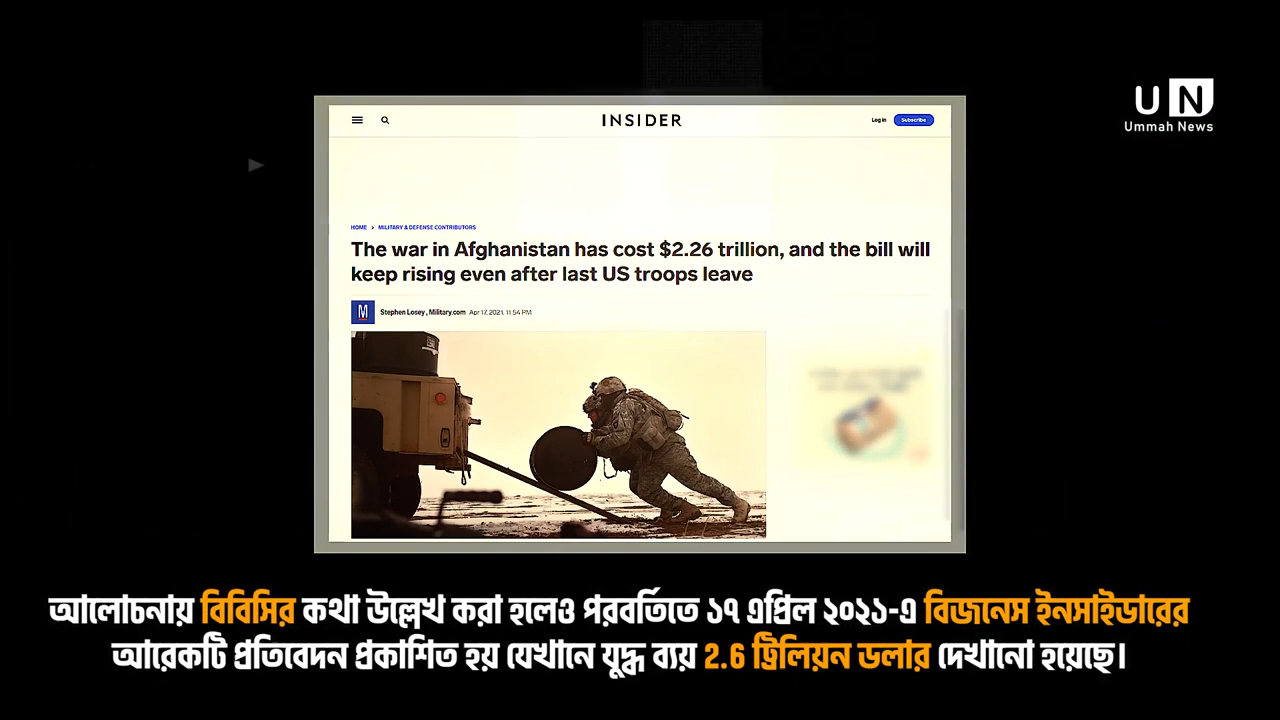 UN
Ummah News
INSIDER
Log in
Subscribe
HOME > MILITARY & DEFENSE CONTRIBUTORS
The war in Afghanistan has cost $2.26 trillion, and the bill will
keep rising even after last US troops leave
M
Stephen Losey, Military.com Apr 17, 2021, 11:54 PM
আলোচনায় বিবিসির কথা উল্লেখ করা হলেও পরবর্তিতে ১৭ এপ্রিল ২০২১-এ বিজনেস ইনসাইডারের
আরেকটি প্রতিবেদন প্রকাশিত হয় যেখানে যুদ্ধ ব্যয় 2.6 ট্রিলিয়ন ডলার দেখানো হয়েছে।